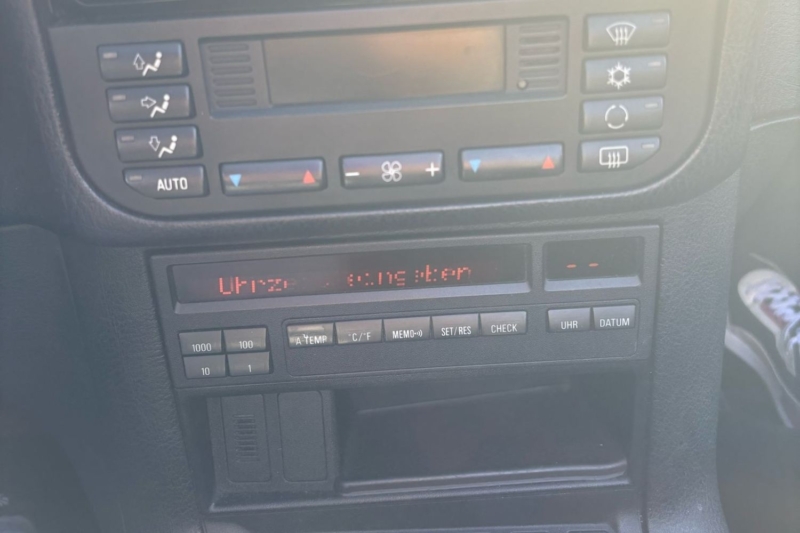 AUTO
- +
-- 
1000 100
A.TEMP °C/°F MEMO SET/RES CHECK
UHR DATUM
10 1